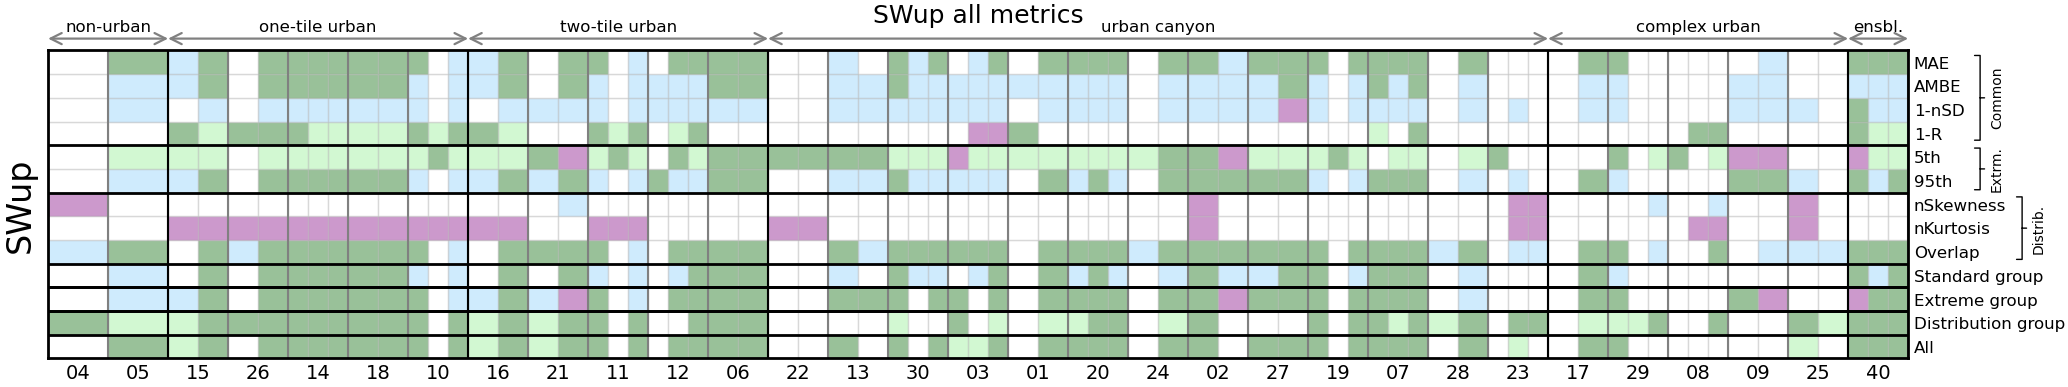 SWup all metrics
non-urban one-tile urban two-tile urban urban canyon complex urban ensbl.
SWup
MAE
AMBE
1-nSD
1-R
Common
5th
95th
Extrm.
nSkewness
nKurtosis
Overlap
Distrib.
Standard group
Extreme group
Distribution group
All
04 05 15 26 14 18 10 16 21 11 12 06 22 13 30 03 01 20 24 02 27 19 07 28 23 17 29 08 09 25 40